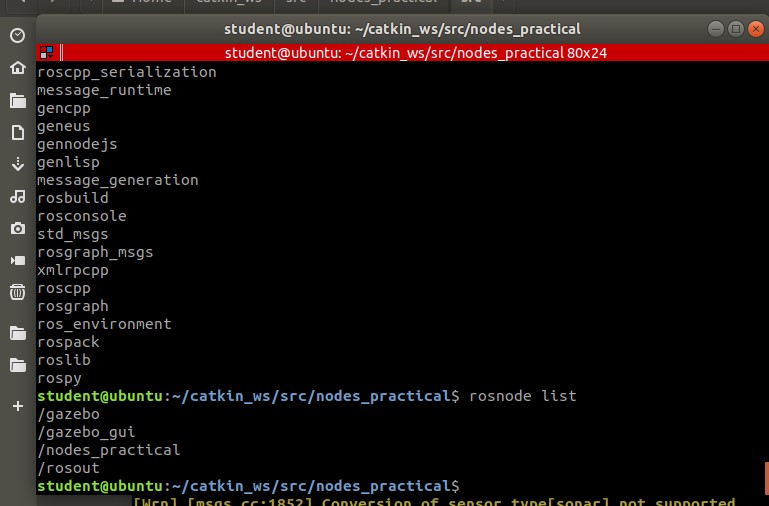 Home catkin_ws src nodes_practical src
student@ubuntu: ~/catkin_ws/src/nodes_practical
student@ubuntu: ~/catkin_ws/src/nodes_practical 80x24
roscpp_serialization
message_runtime
gencpp
geneus
gennodejs
genlisp
message_generation
rosbuild
rosconsole
std_msgs
rosgraph_msgs
xmlrpcpp
roscpp
rosgraph
ros_environment
rospack
roslib
rospy
student@ubuntu:~/catkin_ws/src/nodes_practical$ rosnode list
/gazebo
/gazebo_gui
/nodes_practical
/rosout
student@ubuntu:~/catkin_ws/src/nodes_practical$
[Wrn] [msgs.cc:1852] Conversion of sensor type[sonar] not supported